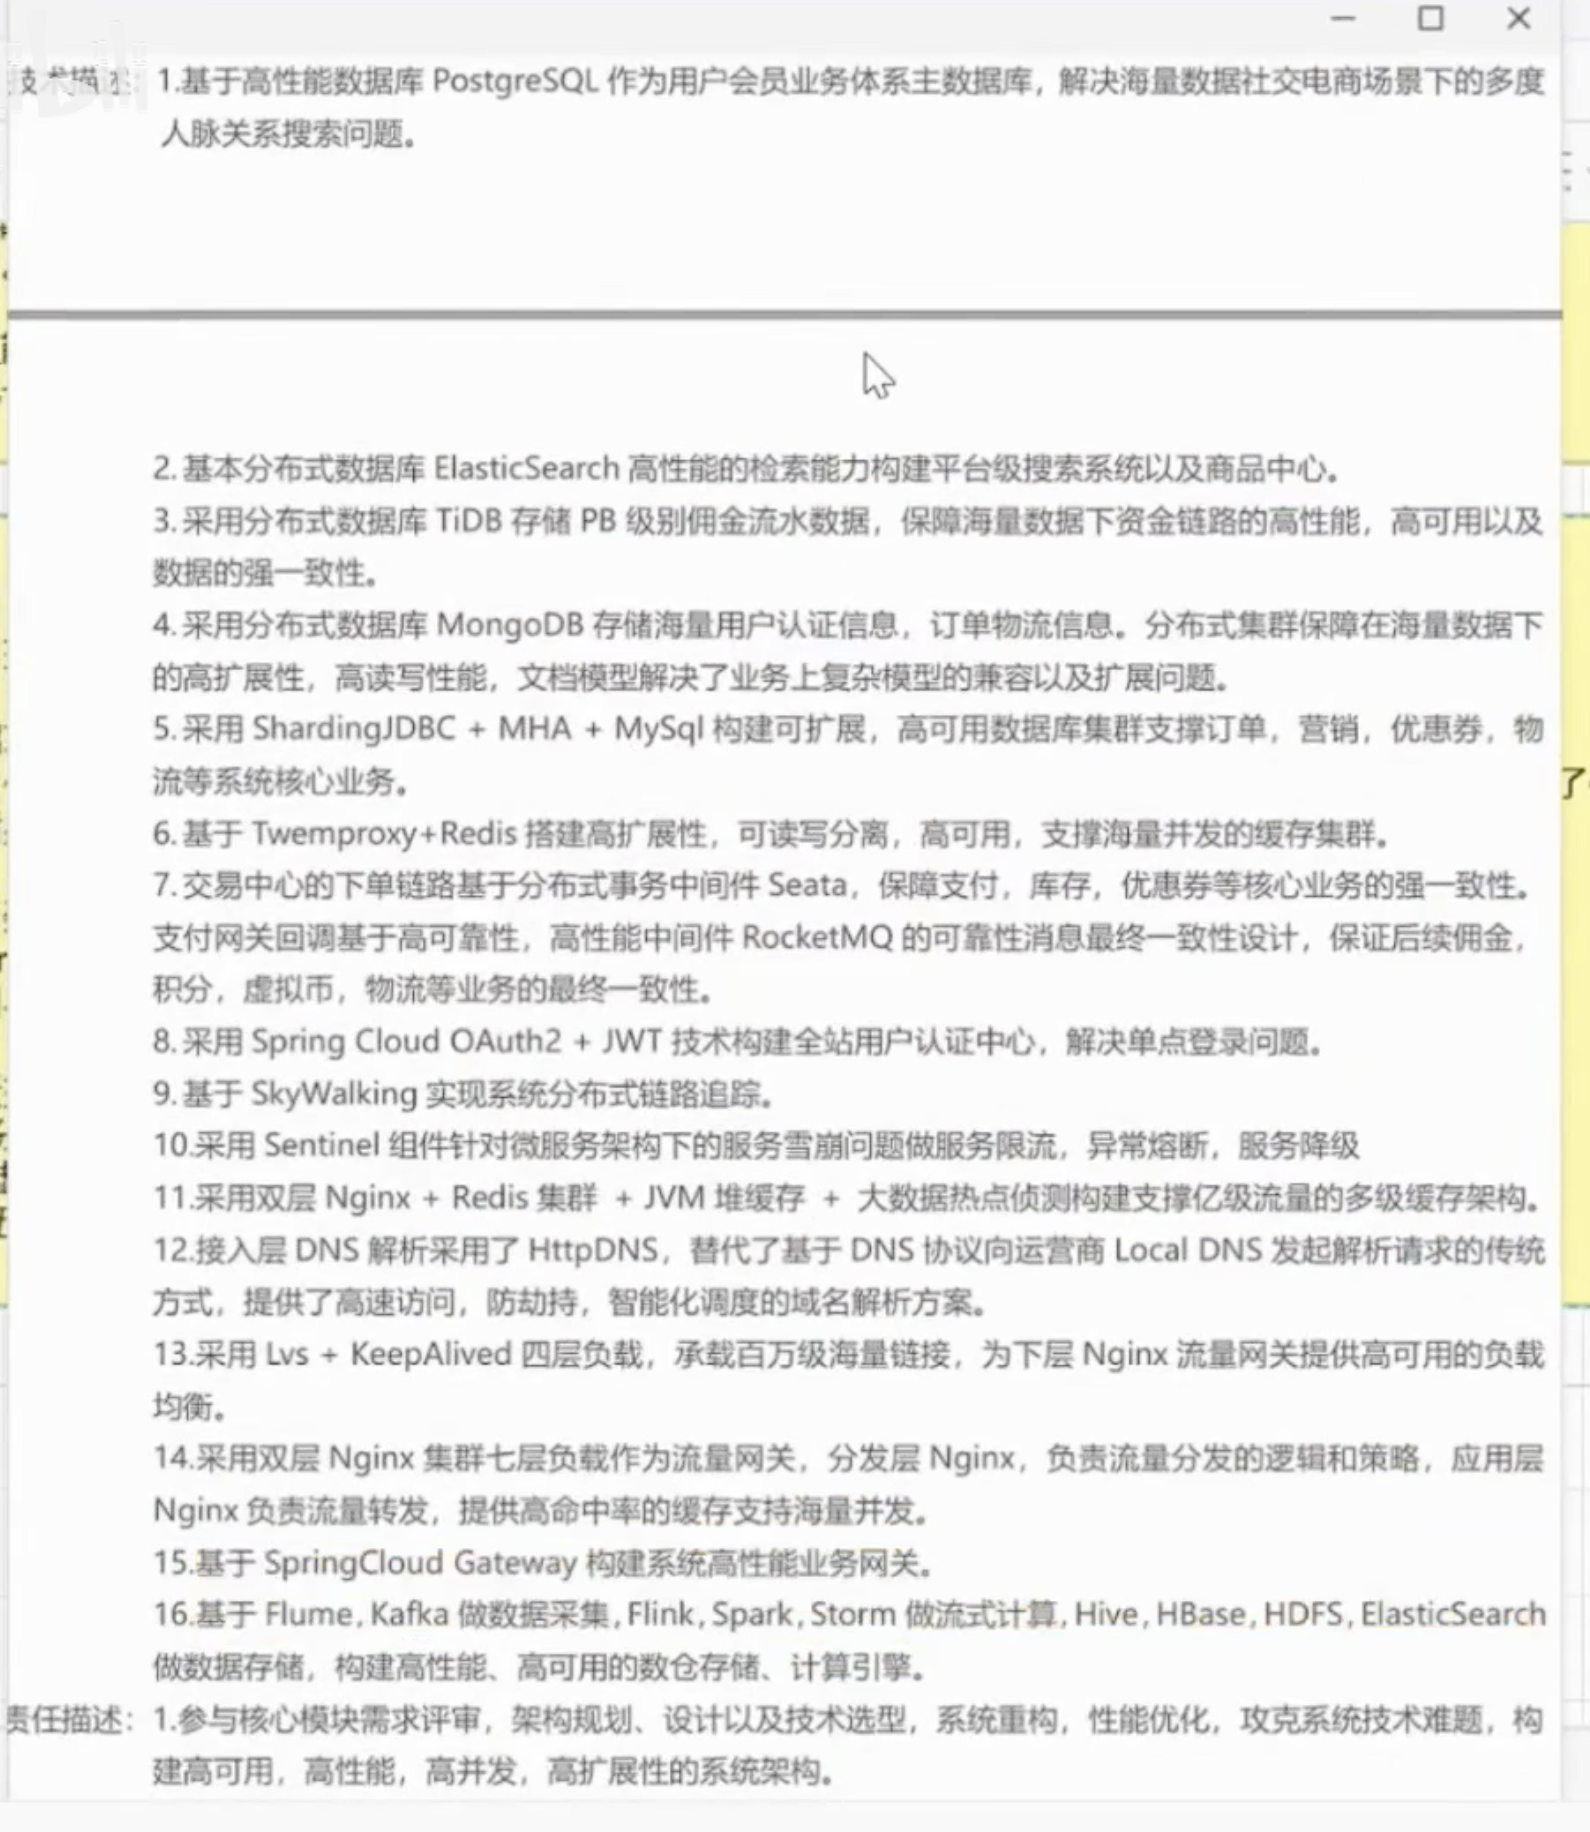 技术描述: 1.基于高性能数据库 PostgreSQL 作为用户会员业务体系主数据库，解决海量数据社交电商场景下的多度
人脉关系搜索问题。
2.基本分布式数据库 ElasticSearch 高性能的检索能力构建平台级搜索系统以及商品中心。
3.采用分布式数据库 TiDB 存储 PB 级别佣金流水数据，保障海量数据下资金链路的高性能，高可用以及
数据的强一致性。
4.采用分布式数据库 MongoDB 存储海量用户认证信息，订单物流信息。分布式集群保障在海量数据下
的高扩展性，高读写性能，文档模型解决了业务上复杂模型的兼容以及扩展问题。
5.采用 ShardingJDBC + MHA + MySql 构建可扩展，高可用数据库集群支撑订单，营销，优惠券，物
流等系统核心业务。
6.基于 Twemproxy+Redis 搭建高扩展性，可读写分离，高可用，支撑海量并发的缓存集群。
7.交易中心的下单链路基于分布式事务中间件 Seata，保障支付，库存，优惠券等核心业务的强一致性。
支付网关回调基于高可靠性，高性能中间件 RocketMQ 的可靠性消息最终一致性设计，保证后续佣金，
积分，虚拟币，物流等业务的最终一致性。
8.采用 Spring Cloud OAuth2 + JWT 技术构建全站用户认证中心，解决单点登录问题。
9.基于 SkyWalking 实现系统分布式链路追踪。
10.采用 Sentinel 组件针对微服务架构下的服务雪崩问题做服务限流，异常熔断，服务降级
11.采用双层 Nginx + Redis 集群 + JVM 堆缓存 + 大数据热点侦测构建支撑亿级流量的多级缓存架构。
12.接入层 DNS 解析采用了 HttpDNS，替代了基于 DNS 协议向运营商 Local DNS 发起解析请求的传统
方式，提供了高速访问，防劫持，智能化调度的域名解析方案。
13.采用 Lvs + KeepAlived 四层负载，承载百万级海量链接，为下层 Nginx 流量网关提供高可用的负载
均衡。
14.采用双层 Nginx 集群七层负载作为流量网关，分发层 Nginx，负责流量分发的逻辑和策略，应用层
Nginx 负责流量转发，提供高命中率的缓存支持海量并发。
15.基于 SpringCloud Gateway 构建系统高性能业务网关。
16.基于 Flume,Kafka 做数据采集,Flink,Spark,Storm 做流式计算,Hive,HBase,HDFS,ElasticSearch
做数据存储，构建高性能、高可用的数仓存储、计算引擎。
责任描述: 1.参与核心模块需求评审，架构规划、设计以及技术选型，系统重构，性能优化，攻克系统技术难题，构
建高可用，高性能，高并发，高扩展性的系统架构。